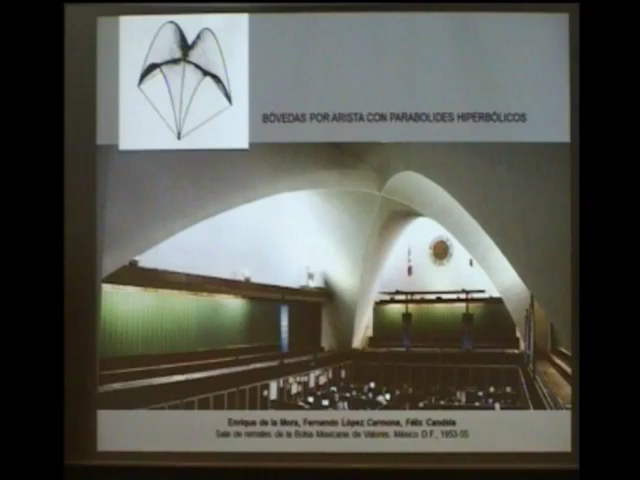 BÓVEDAS POR ARISTA CON PARABOLIDES HIPERBÓLICOS
Enrique de la Mora, Fernando López Carmona, Félix Candela
Sala de remates de la Bolsa Mexicana de Valores. México D.F., 1953-55